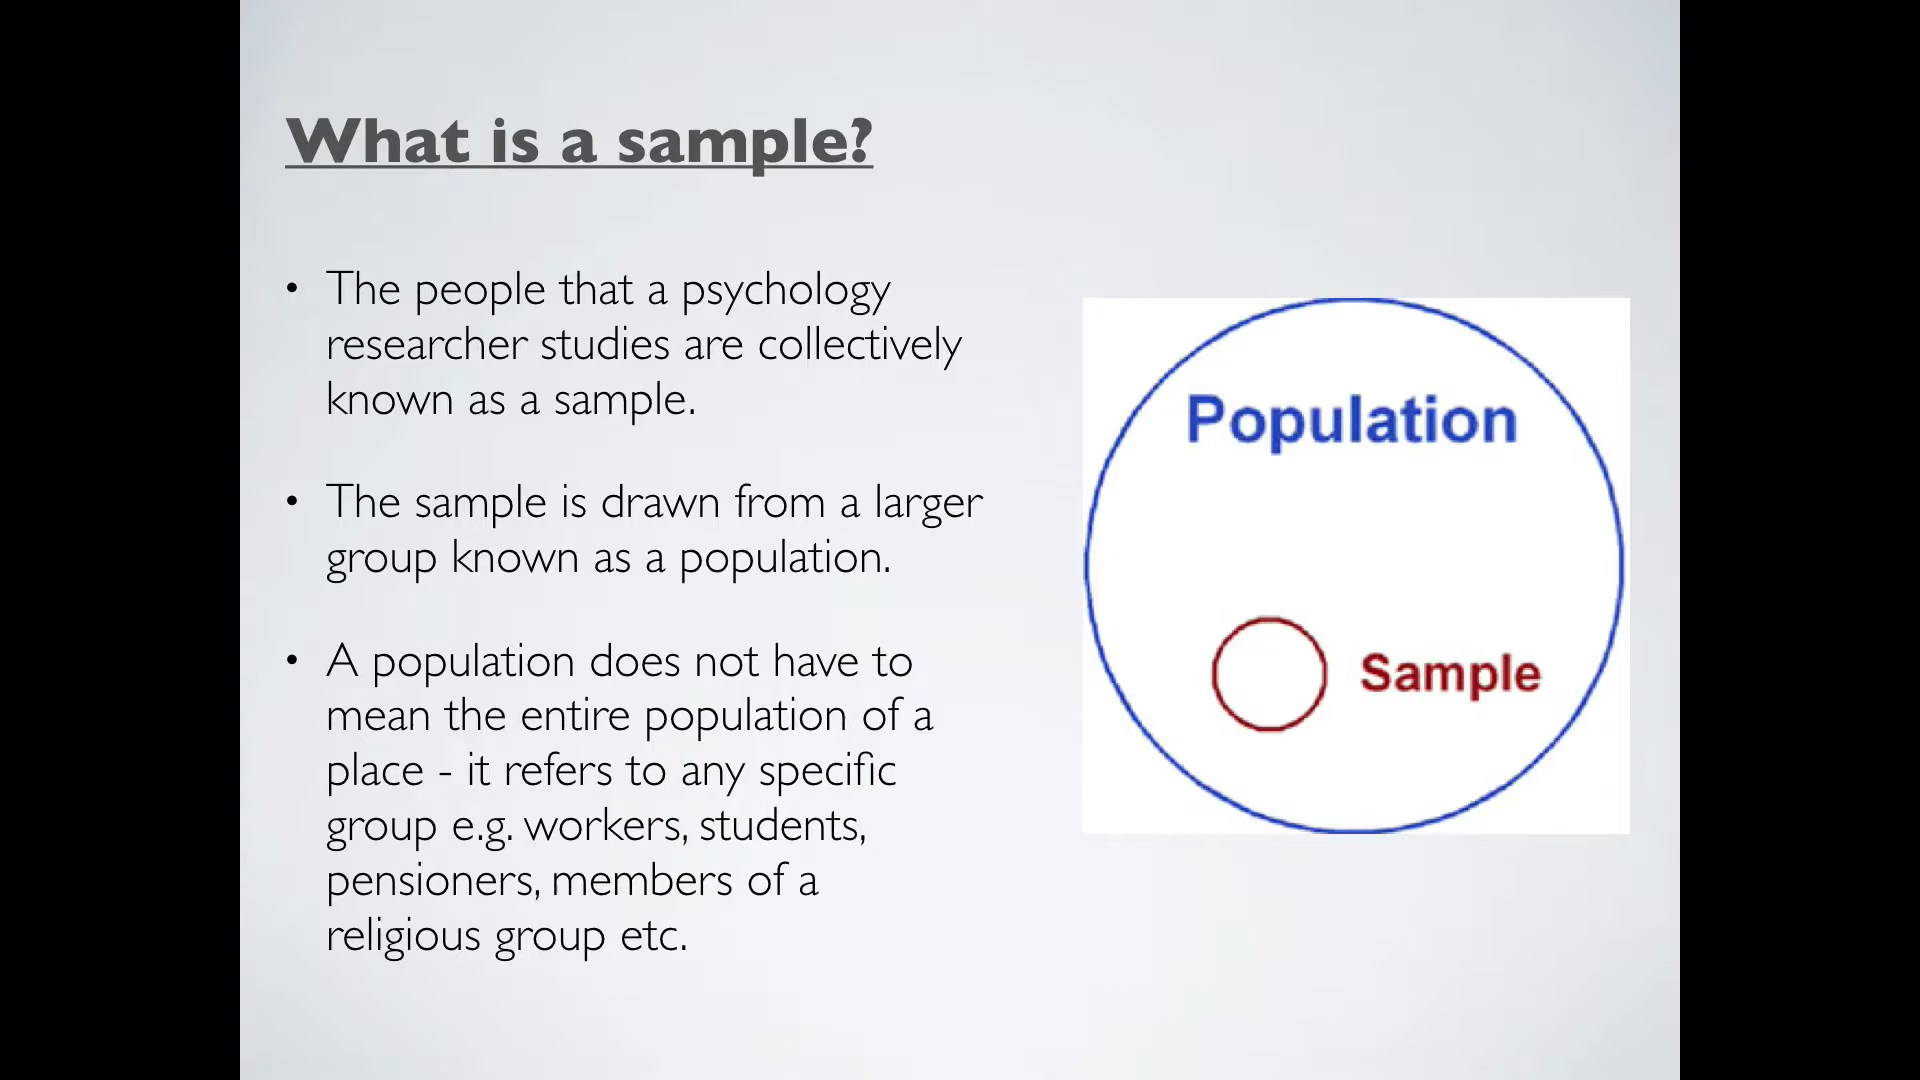 What is a sample?
• The people that a psychology
researcher studies are collectively
known as a sample.
• The sample is drawn from a larger
group known as a population.
• A population does not have to
mean the entire population of a
place - it refers to any specific
group e.g. workers, students,
pensioners, members of a
religious group etc.
Population
Sample